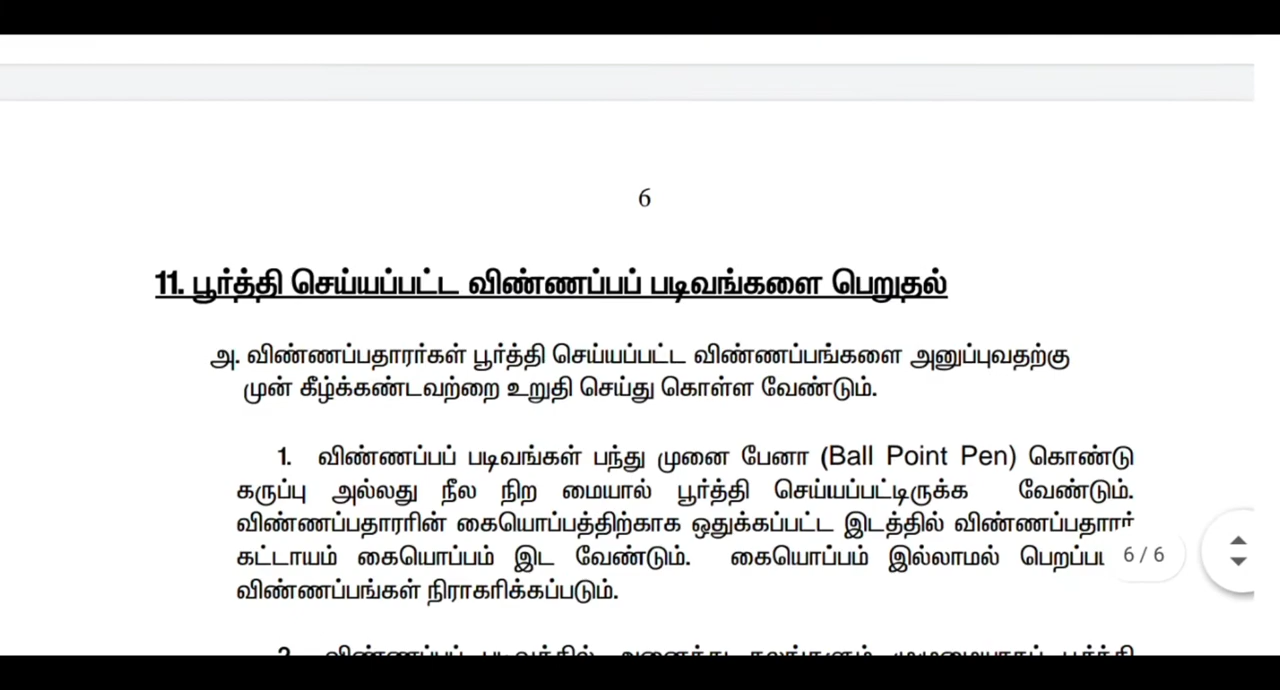 6
11. பூர்த்தி செய்யப்பட்ட விண்ணப்பப் படிவங்களை பெறுதல்
அ. விண்ணப்பதாரர்கள் பூர்த்தி செய்யப்பட்ட விண்ணப்பங்களை அனுப்புவதற்கு
முன் கீழ்க்கண்டவற்றை உறுதி செய்து கொள்ள வேண்டும்.
1. விண்ணப்பப் படிவங்கள் பந்து முனை பேனா (Ball Point Pen) கொண்டு
கருப்பு அல்லது நீல நிற மையால் பூர்த்தி செய்யப்பட்டிருக்க வேண்டும்.
விண்ணப்பதாரரின் கையொப்பத்திற்காக ஒதுக்கப்பட்ட இடத்தில் விண்ணப்பதாரர்
கட்டாயம் கையொப்பம் இட வேண்டும். கையொப்பம் இல்லாமல்
6 / 6
விண்ணப்பங்கள் நிராகரிக்கப்படும்.